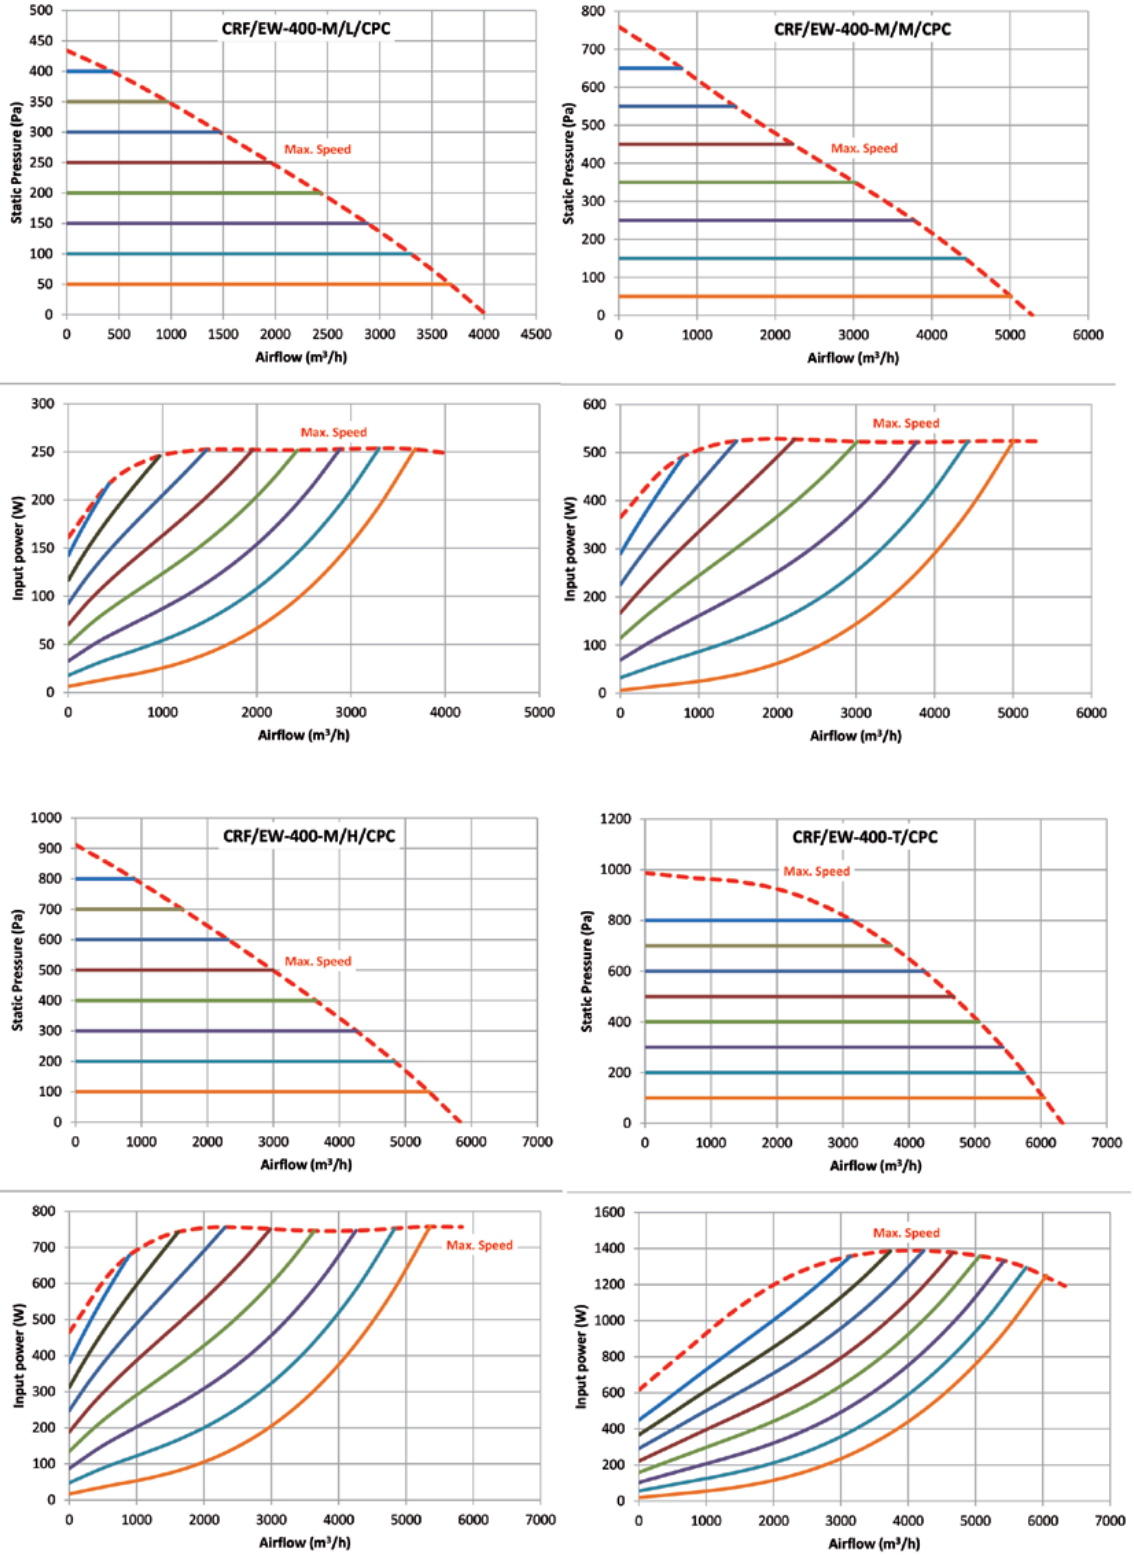 CRF/EW-400-M/L/CPC
Static Pressure (Pa)
500
450
400
350
300
250
200
150
100
50
0
Max. Speed
0 500 1000 1500 2000 2500 3000 3500 4000 4500
Airflow (m³/h)
CRF/EW-400-M/M/CPC
Static Pressure (Pa)
800
700
600
500
400
300
200
100
0
Max. Speed
0 1000 2000 3000 4000 5000 6000
Airflow (m³/h)
Input power (W)
300
250
200
150
100
50
0
Max. Speed
0 1000 2000 3000 4000 5000
Airflow (m³/h)
Input power (W)
600
500
400
300
200
100
0
Max. Speed
0 1000 2000 3000 4000 5000 6000
Airflow (m³/h)
CRF/EW-400-M/H/CPC
Static Pressure (Pa)
1000
900
800
700
600
500
400
300
200
100
0
Max. Speed
0 1000 2000 3000 4000 5000 6000 7000
Airflow (m³/h)
CRF/EW-400-T/CPC
Static Pressure (Pa)
1200
1000
800
600
400
200
0
Max. Speed
0 1000 2000 3000 4000 5000 6000 7000
Airflow (m³/h)
Input power (W)
800
700
600
500
400
300
200
100
0
Max. Speed
0 1000 2000 3000 4000 5000 6000 7000
Airflow (m³/h)
Input power (W)
1600
1400
1200
1000
800
600
400
200
0
Max. Speed
0 1000 2000 3000 4000 5000 6000 7000
Airflow (m³/h)